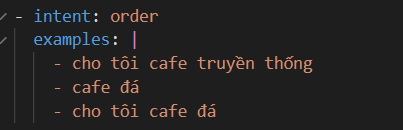 - intent: order
examples: |
- cho tôi cafe truyền thống
- cafe đá
- cho tôi cafe đá